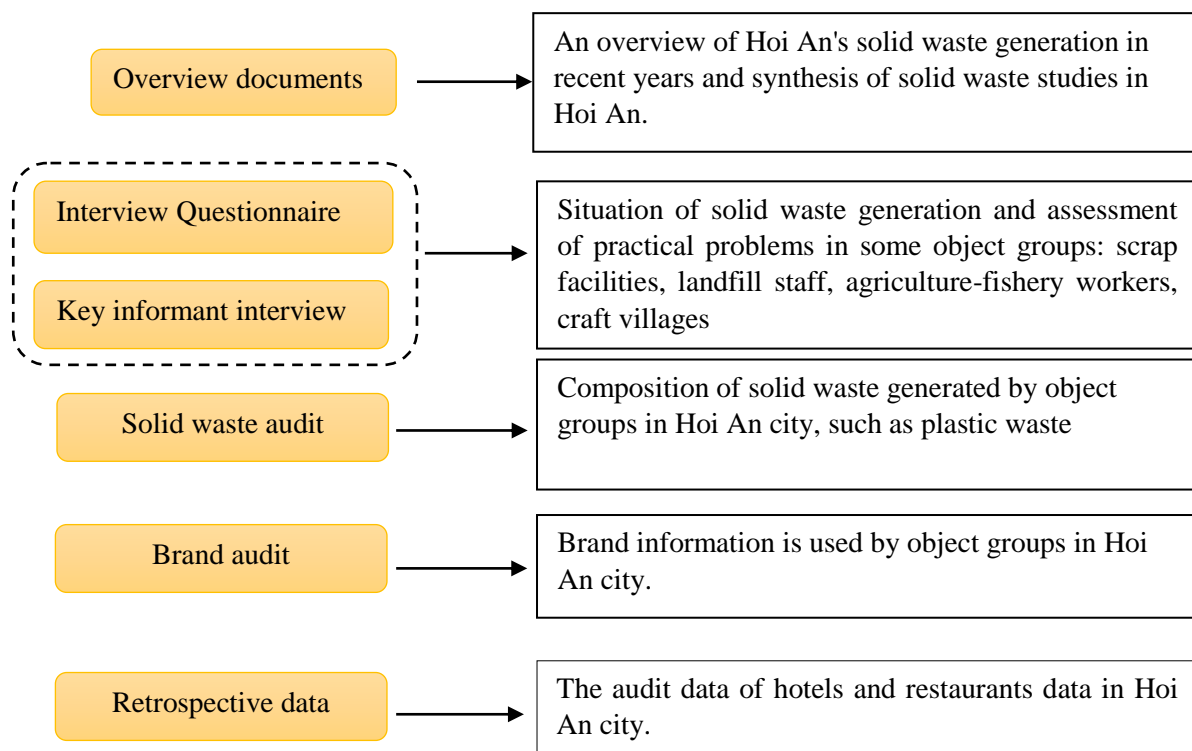 Overview documents
An overview of Hoi An's solid waste generation in
recent years and synthesis of solid waste studies in
Hoi An.
Interview Questionnaire
Key informant interview
Situation of solid waste generation and assessment
of practical problems in some object groups: scrap
facilities, landfill staff, agriculture-fishery workers,
craft villages
Solid waste audit
Composition of solid waste generated by object
groups in Hoi An city, such as plastic waste
Brand audit
Brand information is used by object groups in Hoi
An city.
Retrospective data
The audit data of hotels and restaurants data in Hoi
An city.